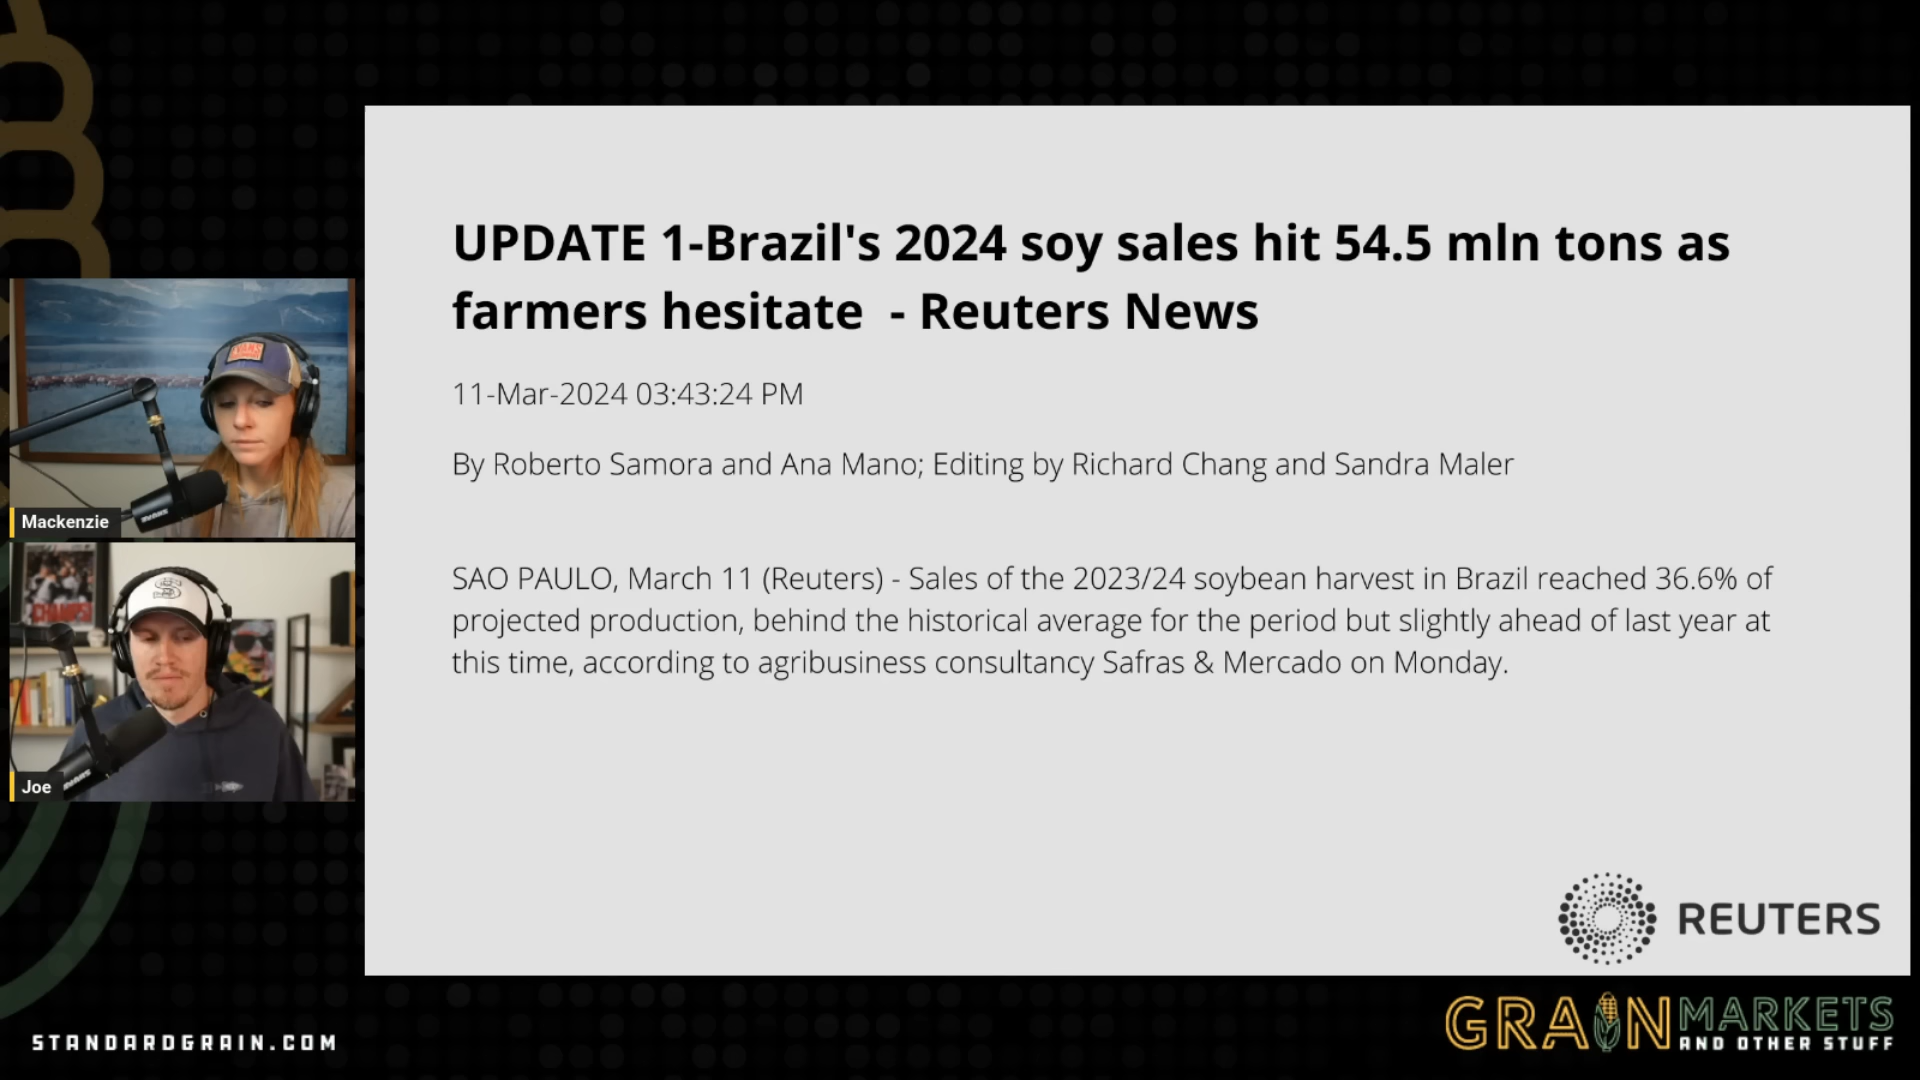 UPDATE 1-Brazil's 2024 soy sales hit 54.5 mln tons as
farmers hesitate - Reuters News
11-Mar-2024 03:43:24 PM
By Roberto Samora and Ana Mano; Editing by Richard Chang and Sandra Maler
SAO PAULO, March 11 (Reuters) - Sales of the 2023/24 soybean harvest in Brazil reached 36.6% of
projected production, behind the historical average for the period but slightly ahead of last year at
this time, according to agribusiness consultancy Safras & Mercado on Monday.
Mackenzie
Joe
REUTERS
STANDARDGRAIN.COM
GRAIN MARKETS
AND OTHER STUFF